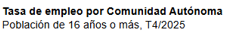 Tasa de empleo por Comunidad Autónoma
Población de 16 años o más, T4/2025